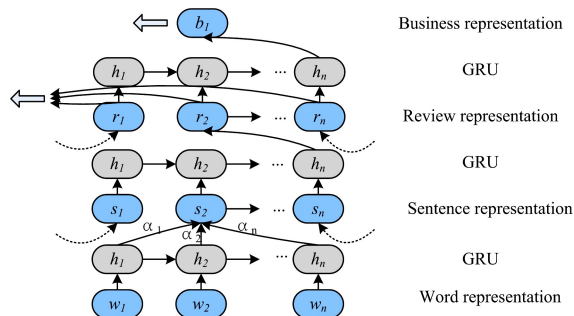 b1 Business representation
h1 h2 ... hn GRU
r1 r2 ... rn Review representation
h1 h2 ... hn GRU
s1 s2 ... sn Sentence representation
α1 α2 αn
h1 h2 ... hn GRU
w1 w2 wn Word representation